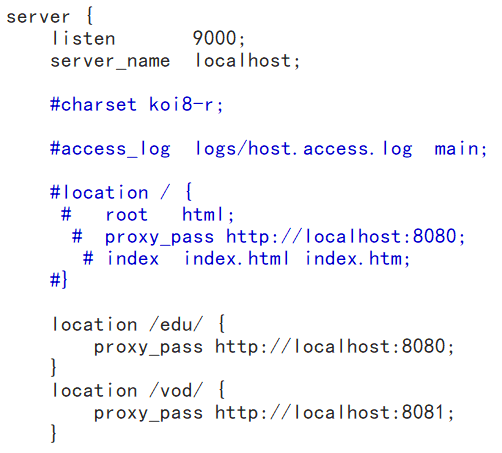 server {
    listen       9000;
    server_name  localhost;

    #charset koi8-r;

    #access_log  logs/host.access.log  main;

    #location / {
     #   root   html;
      #  proxy_pass http://localhost:8080;
       # index  index.html index.htm;
    #}

    location /edu/ {
        proxy_pass http://localhost:8080;
    }
    location /vod/ {
        proxy_pass http://localhost:8081;
    }